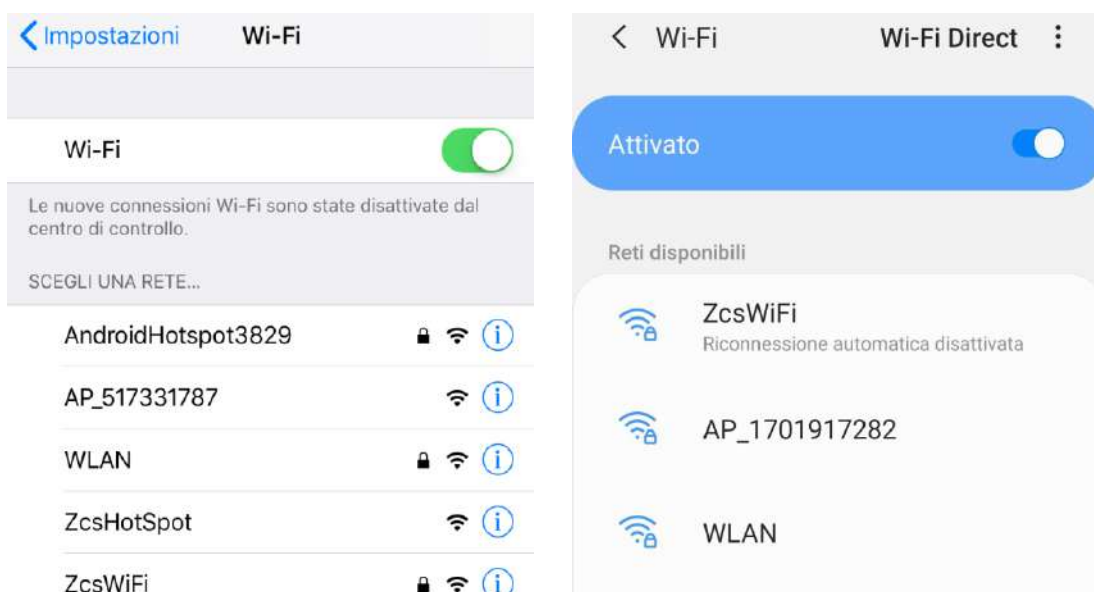 Impostazioni
Wi-Fi
Wi-Fi
Le nuove connessioni Wi-Fi sono state disattivate dal
centro di controllo.
SCEGLI UNA RETE...
AndroidHotspot3829
AP_517331787
WLAN
ZcsHotSpot
ZcsWiFi
Wi-Fi
Wi-Fi Direct
Attivato
Reti disponibili
ZcsWiFi
Riconnessione automatica disattivata
AP_1701917282
WLAN